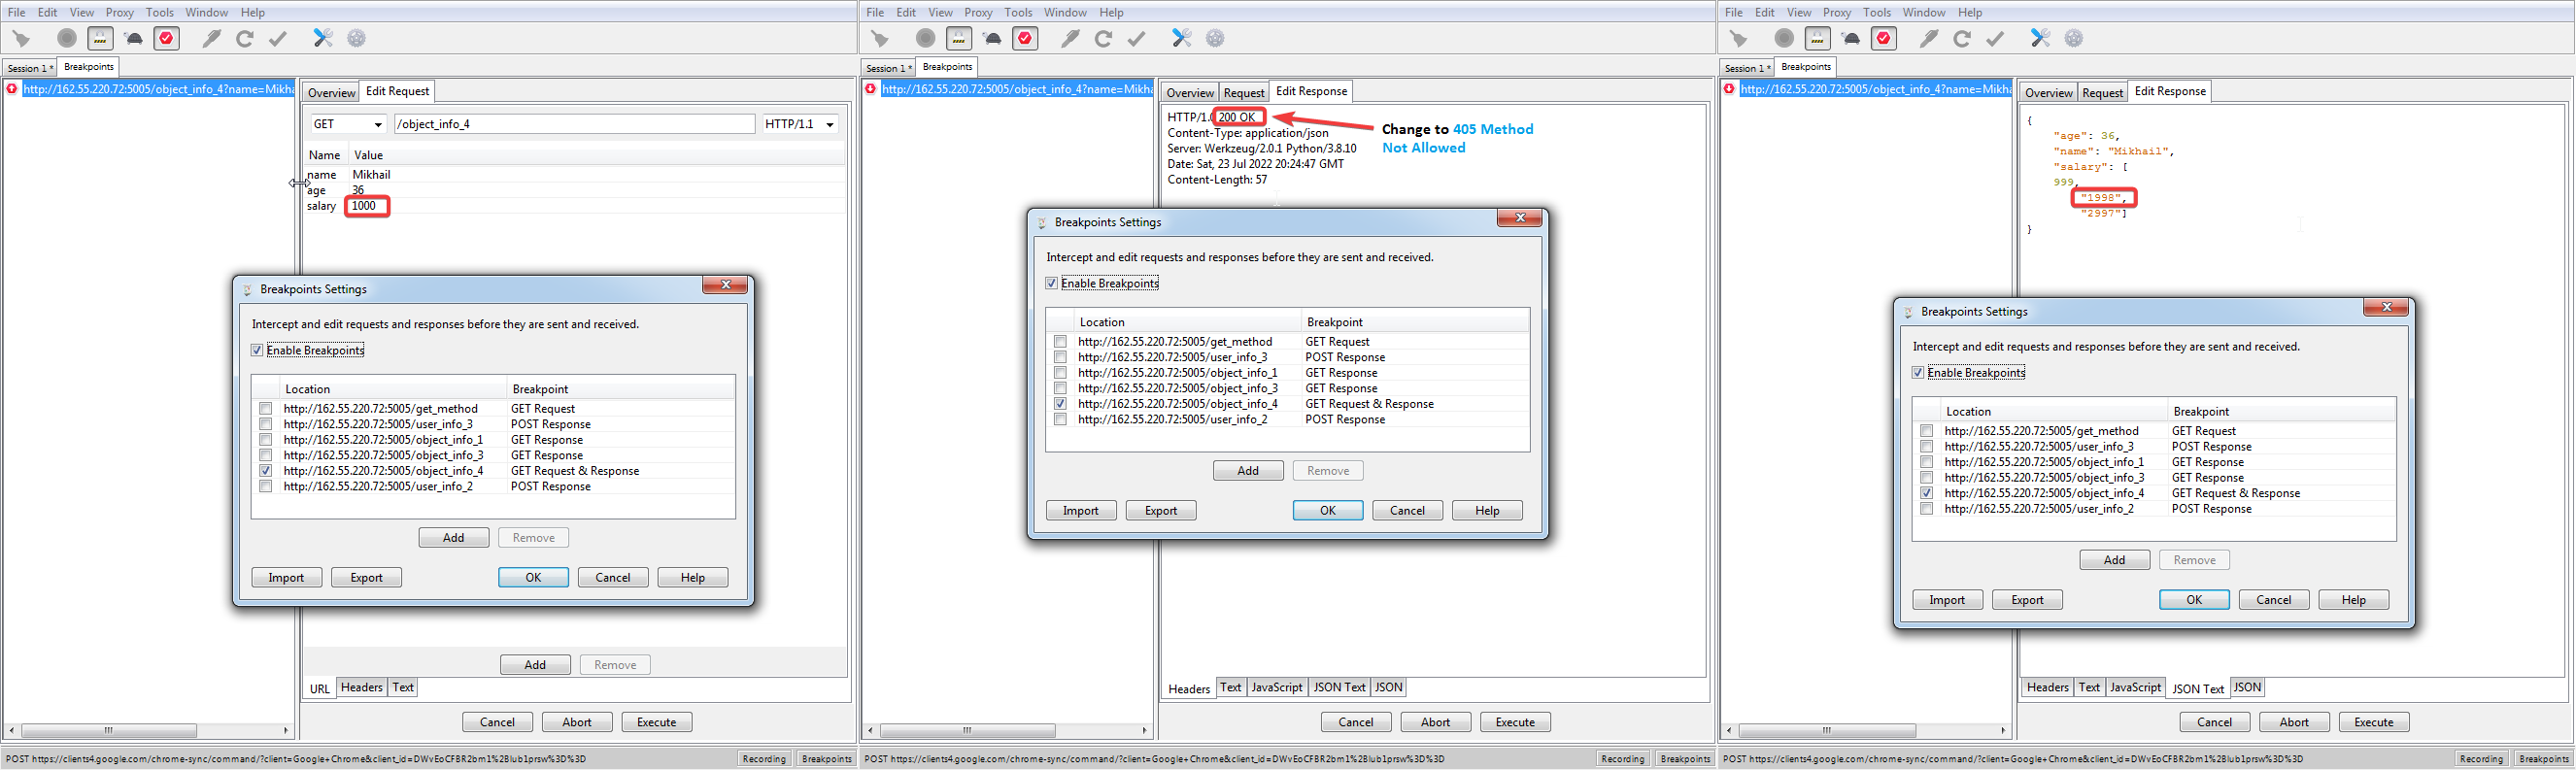 File Edit View Proxy Tools Window Help
Session 1 * Breakpoints
http://162.55.220.72:5005/object_info_4?name=Mikha
Overview Edit Request
GET /object_info_4 HTTP/1.1
Name Value
name Mikhail
age 36
salary 1000
Breakpoints Settings
Intercept and edit requests and responses before they are sent and received.
Enable Breakpoints
Location Breakpoint
http://162.55.220.72:5005/get_method GET Request
http://162.55.220.72:5005/user_info_3 POST Response
http://162.55.220.72:5005/object_info_1 GET Response
http://162.55.220.72:5005/object_info_3 GET Response
http://162.55.220.72:5005/object_info_4 GET Request & Response
http://162.55.220.72:5005/user_info_2 POST Response
Add Remove
Import Export OK Cancel Help
Add Remove
URL Headers Text
Cancel Abort Execute
POST https://clients4.google.com/chrome-sync/command/?client=Google+Chrome&client_id=DWvEoCFBR2bm1%2BIub1prsw%3D%3D Recording Breakpoints
File Edit View Proxy Tools Window Help
Session 1 * Breakpoints
http://162.55.220.72:5005/object_info_4?name=Mikha
Overview Request Edit Response
HTTP/1. 200 OK
Content-Type: application/json
Server: Werkzeug/2.0.1 Python/3.8.10
Date: Sat, 23 Jul 2022 20:24:47 GMT
Content-Length: 57
Change to 405 Method
Not Allowed
Breakpoints Settings
Intercept and edit requests and responses before they are sent and received.
Enable Breakpoints
Location Breakpoint
http://162.55.220.72:5005/get_method GET Request
http://162.55.220.72:5005/user_info_3 POST Response
http://162.55.220.72:5005/object_info_1 GET Response
http://162.55.220.72:5005/object_info_3 GET Response
http://162.55.220.72:5005/object_info_4 GET Request & Response
http://162.55.220.72:5005/user_info_2 POST Response
Add Remove
Import Export OK Cancel Help
Headers Text JavaScript JSON Text JSON
Cancel Abort Execute
POST https://clients4.google.com/chrome-sync/command/?client=Google+Chrome&client_id=DWvEoCFBR2bm1%2BIub1prsw%3D%3D Recording Breakpoints
File Edit View Proxy Tools Window Help
Session 1 * Breakpoints
http://162.55.220.72:5005/object_info_4?name=Mikh
Overview Request Edit Response
{
"age": 36,
"name": "Mikhail",
"salary": [
999,
"1998",
"2997"]
}
Breakpoints Settings
Intercept and edit requests and responses before they are sent and received.
Enable Breakpoints
Location Breakpoint
http://162.55.220.72:5005/get_method GET Request
http://162.55.220.72:5005/user_info_3 POST Response
http://162.55.220.72:5005/object_info_1 GET Response
http://162.55.220.72:5005/object_info_3 GET Response
http://162.55.220.72:5005/object_info_4 GET Request & Response
http://162.55.220.72:5005/user_info_2 POST Response
Add Remove
Import Export OK Cancel Help
Headers Text JavaScript JSON Text JSON
Cancel Abort Execute
POST https://clients4.google.com/chrome-sync/command/?client=Google+Chrome&client_id=DWvEoCFBR2bm1%2BIub1prsw%3D%3D Recording Breakpoints